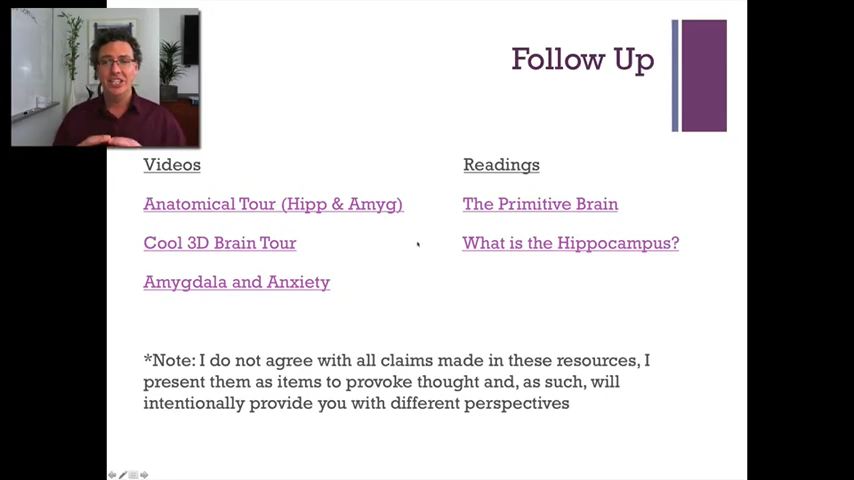 Follow Up
Videos
Anatomical Tour (Hipp & Amyg)
Cool 3D Brain Tour
Amygdala and Anxiety
Readings
The Primitive Brain
What is the Hippocampus?
*Note: I do not agree with all claims made in these resources, I
present them as items to provoke thought and, as such, will
intentionally provide you with different perspectives